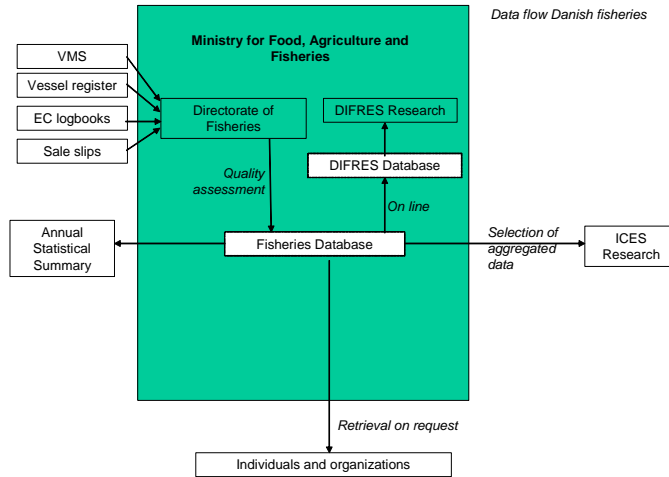 Data flow Danish fisheries
Ministry for Food, Agriculture and
Fisheries
VMS
Vessel register
EC logbooks
Sale slips
Directorate of
Fisheries
DIFRES Research
DIFRES Database
Quality
assessment
On line
Annual
Statistical
Summary
Fisheries Database
Selection of
aggregated
data
ICES
Research
Retrieval on request
Individuals and organizations